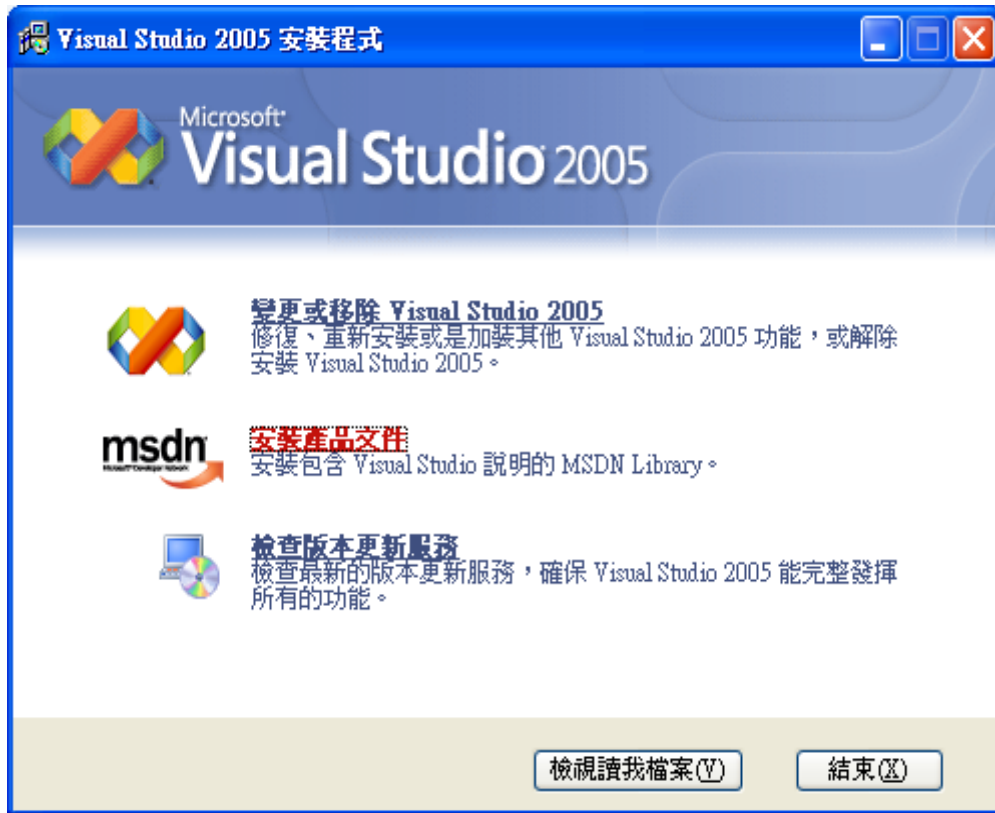 Visual Studio 2005 安裝程式
Microsoft
Visual Studio 2005
變更或移除 Visual Studio 2005
修復、重新安裝或是加裝其他 Visual Studio 2005 功能，或解除
安裝 Visual Studio 2005。
msdn
安裝產品文件
安裝包含 Visual Studio 說明的 MSDN Library。
檢查版本更新服務
檢查最新的版本更新服務，確保 Visual Studio 2005 能完整發揮
所有的功能。
檢視讀我檔案(V)
結束(X)